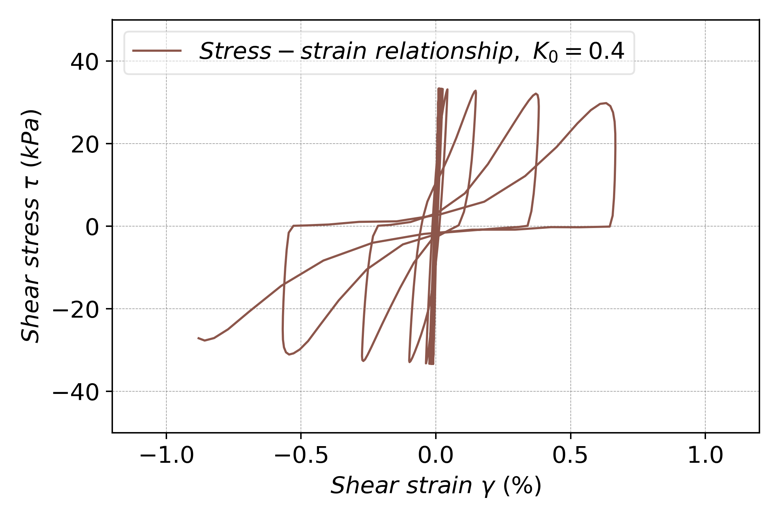 Stress − strain relationship, K₀ = 0.4
40
20
0
−20
−40
Shear stress τ (kPa)
−1.0 −0.5 0.0 0.5 1.0
Shear strain γ (%)